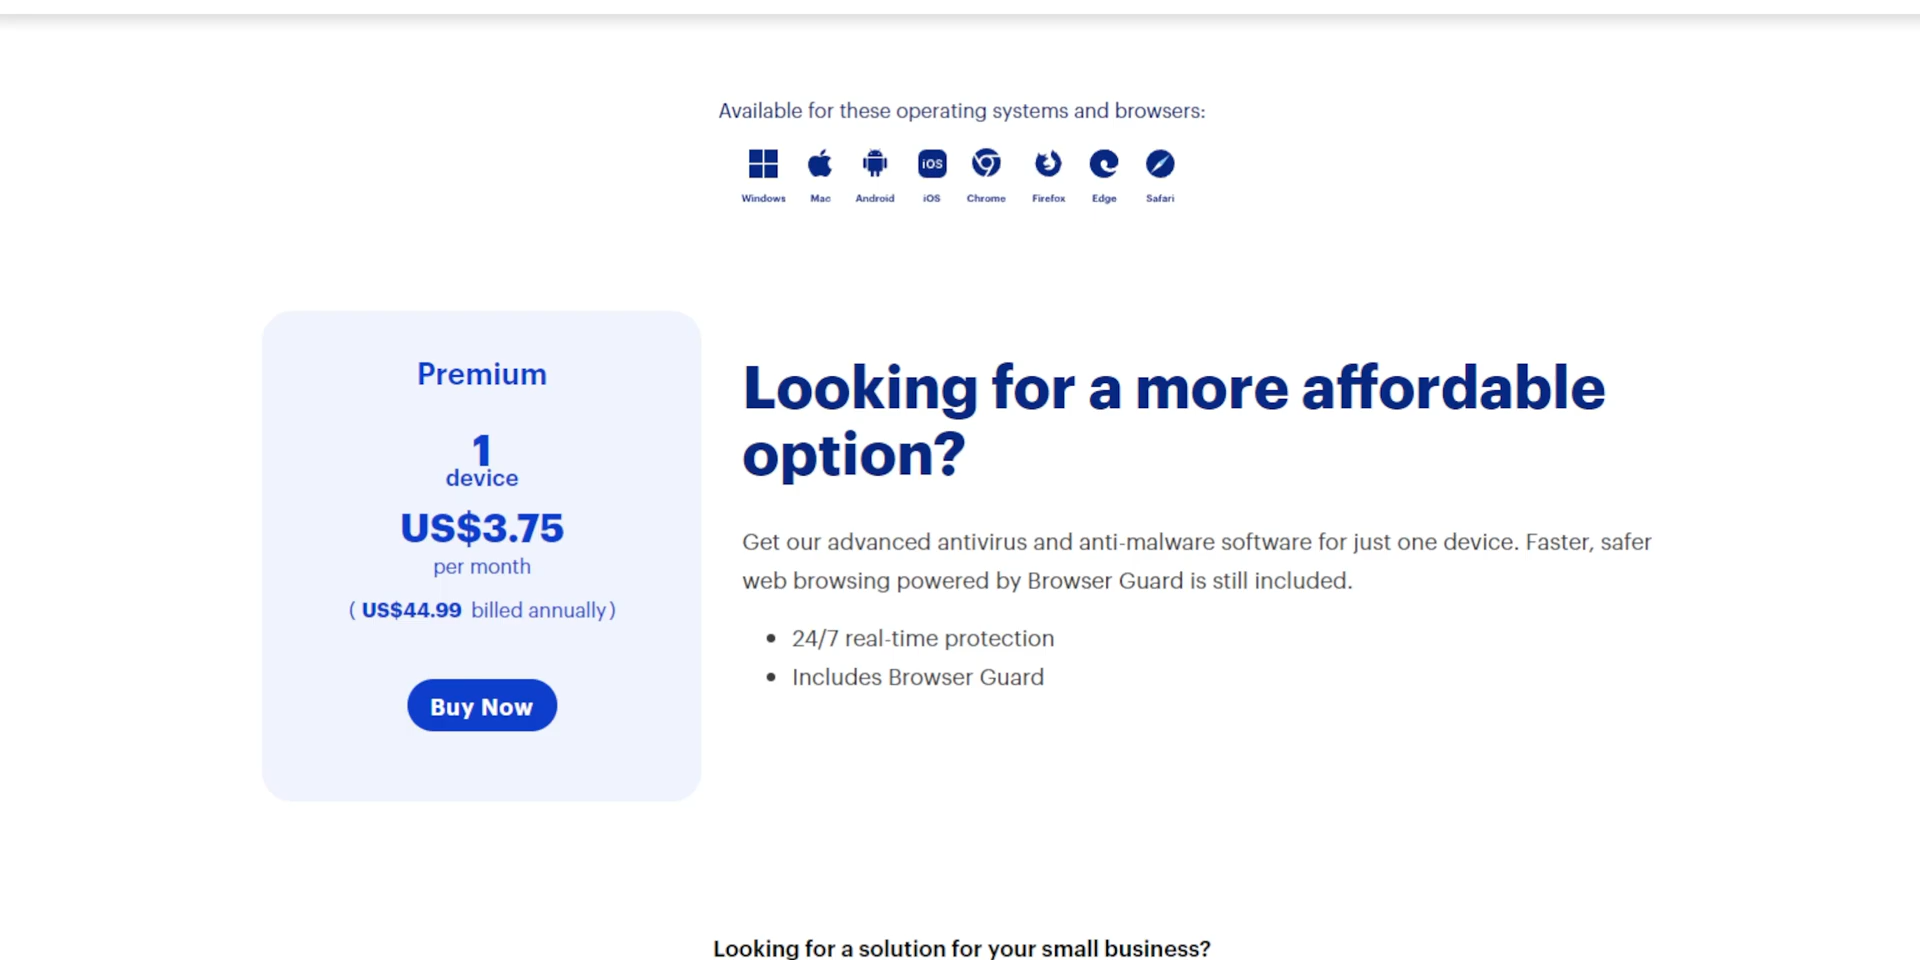 Available for these operating systems and browsers:
iOS
Windows Mac Android iOS Chrome Firefox Edge Safari
Premium
1
device
US$3.75
per month
( US$44.99 billed annually)
Buy Now
Looking for a more affordable
option?
Get our advanced antivirus and anti-malware software for just one device. Faster, safer
web browsing powered by Browser Guard is still included.
• 24/7 real-time protection
• Includes Browser Guard
Looking for a solution for your small business?